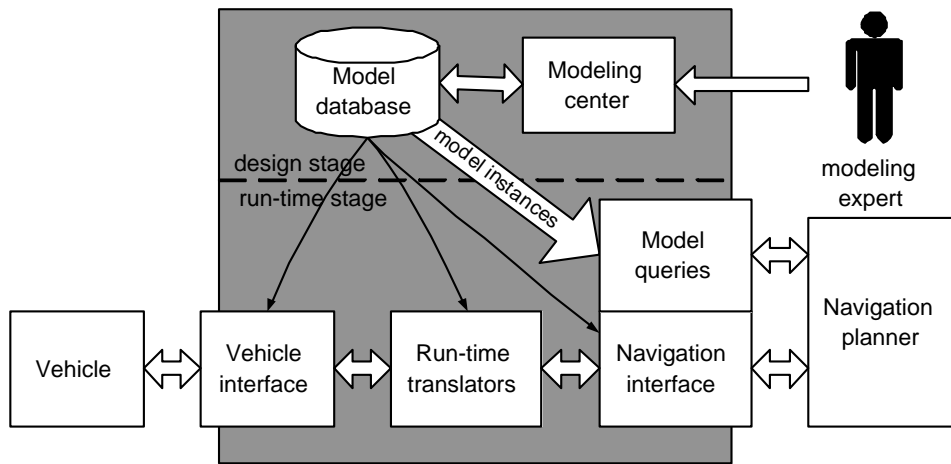 Model
database
Modeling
center
modeling
expert
model instances
design stage
run-time stage
Model
queries
Navigation
planner
Vehicle
Vehicle
interface
Run-time
translators
Navigation
interface